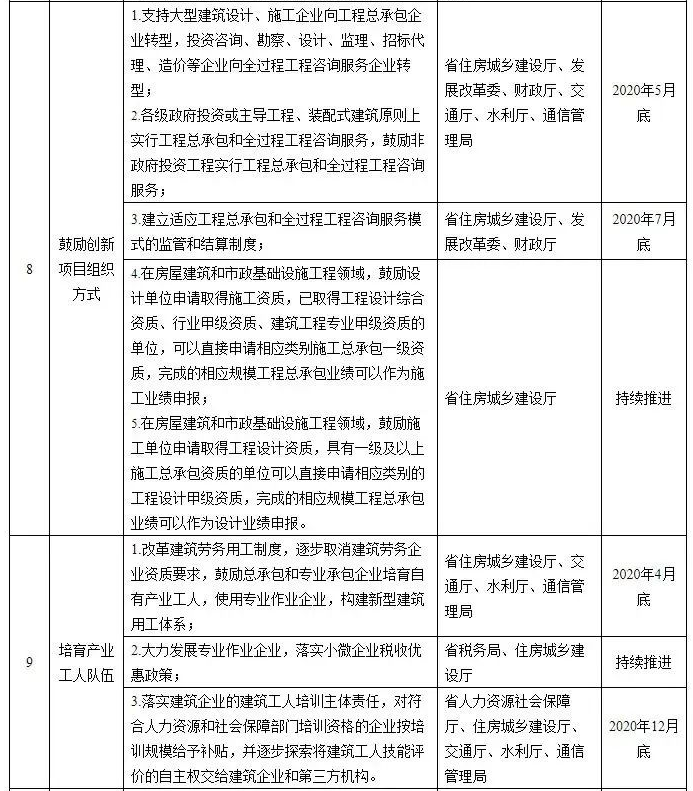 8
鼓励创新
项目组织
方式
1.支持大型建筑设计、施工企业向工程总承包企
业转型，投资咨询、勘察、设计、监理、招标代
理、造价等企业向全过程工程咨询服务企业转
型；
2.各级政府投资或主导工程、装配式建筑原则上
实行工程总承包和全过程工程咨询服务，鼓励非
政府投资工程实行工程总承包和全过程工程咨询
服务；
省住房城乡建设厅、发
展改革委、财政厅、交
通厅、水利厅、通信管
理局
2020年5月
底
3.建立适应工程总承包和全过程工程咨询服务模
式的监管和结算制度；
省住房城乡建设厅、发
展改革委、财政厅
2020年7月
底
4.在房屋建筑和市政基础设施工程领域，鼓励设
计单位申请取得施工资质，已取得工程设计综合
资质、行业甲级资质、建筑工程专业甲级资质的
单位，可以直接申请相应类别施工总承包一级资
质，完成的相应规模工程总承包业绩可以作为施
工业绩申报；
5.在房屋建筑和市政基础设施工程领域，鼓励施
工单位申请取得工程设计资质，具有一级及以上
施工总承包资质的单位可以直接申请相应类别的
工程设计甲级资质，完成的相应规模工程总承包
业绩可以作为设计业绩申报。
省住房城乡建设厅
持续推进
9
培育产业
工人队伍
1.改革建筑劳务用工制度，逐步取消建筑劳务企
业资质要求，鼓励总承包和专业承包企业培育自
有产业工人，使用专业作业企业，构建新型建筑
用工体系；
省住房城乡建设厅、交
通厅、水利厅、通信管
理局
2020年4月
底
2.大力发展专业作业企业，落实小微企业税收优
惠政策；
省税务局、住房城乡建
设厅
持续推进
3.落实建筑企业的建筑工人培训主体责任，对符
合人力资源和社会保障部门培训资格的企业按培
训规模给予补贴，并逐步探索将建筑工人技能评
价的自主权交给建筑企业和第三方机构。
省人力资源社会保障
厅、住房城乡建设厅、
交通厅、水利厅、通信
管理局
2020年12月
底